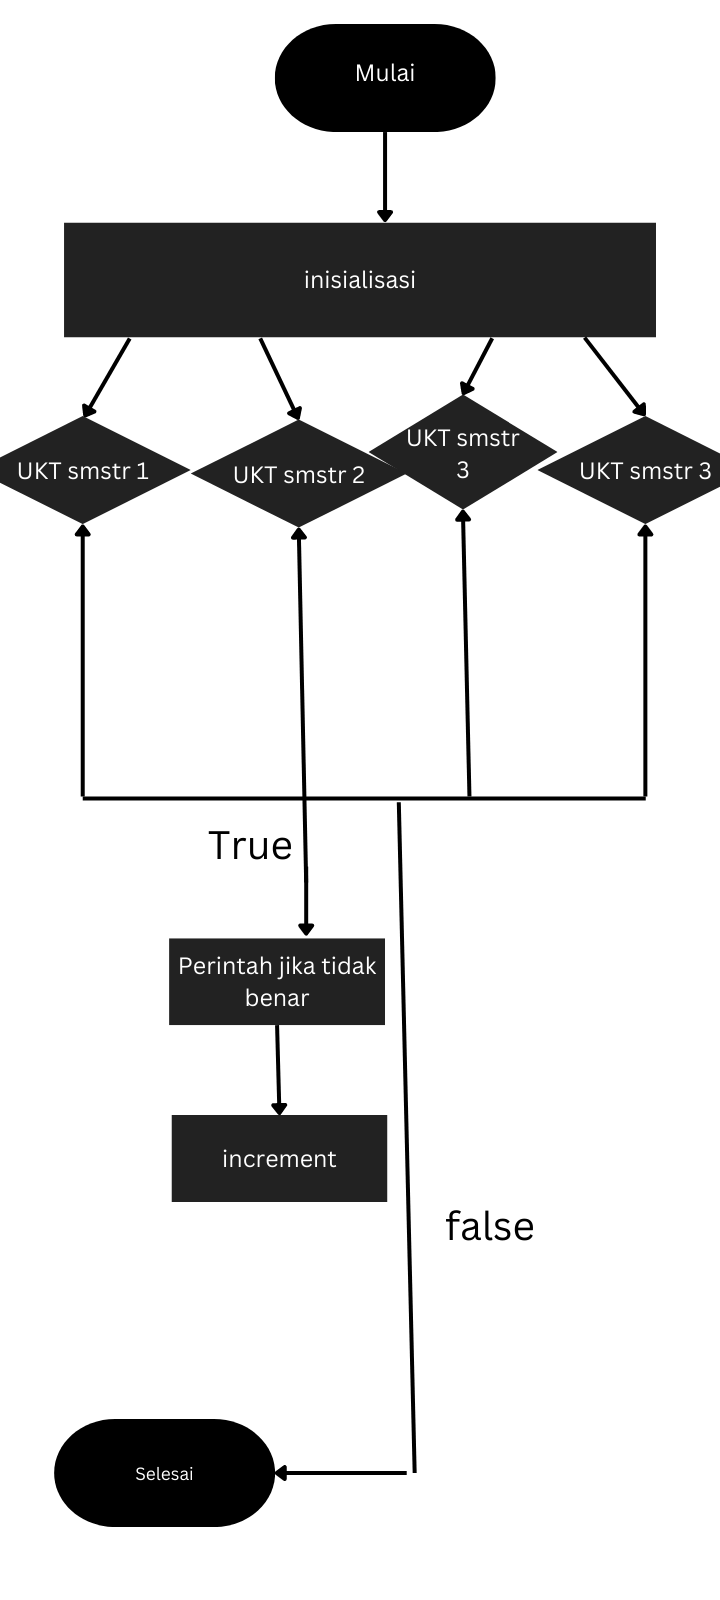 Mulai
inisialisasi
UKT smstr 1
UKT smstr 2
UKT smstr
3
UKT smstr 3
True
Perintah jika tidak
benar
increment
false
Selesai